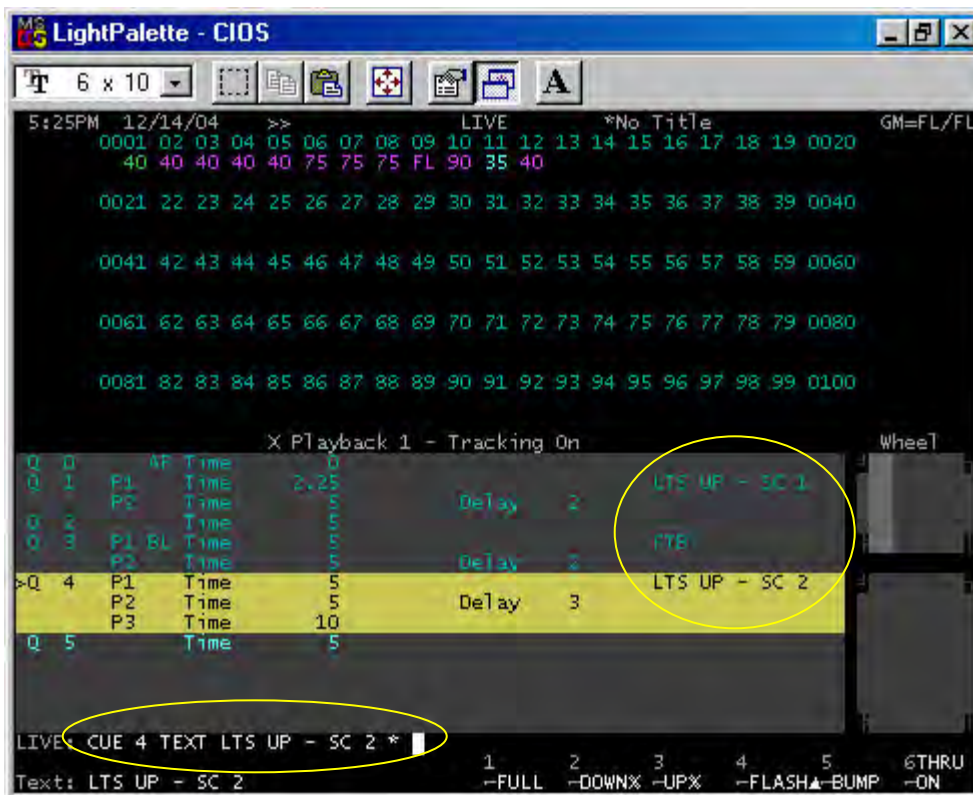 LightPalette - CIOS
6 x 10
5:25PM 12/14/04 >> LIVE *No Title GM=FL/FL
0001 02 03 04 05 06 07 08 09 10 11 12 13 14 15 16 17 18 19 0020
40 40 40 40 40 75 75 75 FL 90 35 40
0021 22 23 24 25 26 27 28 29 30 31 32 33 34 35 36 37 38 39 0040
0041 42 43 44 45 46 47 48 49 50 51 52 53 54 55 56 57 58 59 0060
0061 62 63 64 65 66 67 68 69 70 71 72 73 74 75 76 77 78 79 0080
0081 82 83 84 85 86 87 88 89 90 91 92 93 94 95 96 97 98 99 0100
X Playback 1 - Tracking On Wheel
Q 0 AF Time 0
Q 1 P1 Time 2.25 LTS UP - SC 1
P2 Time 5 Delay 2
Q 2 Time 5
Q 3 P1 BL Time 5 FTB
P2 Time 5 Delay 2
>Q 4 P1 Time 5 LTS UP - SC 2
P2 Time 5 Delay 3
P3 Time 10
Q 5 Time 5
LIVE: CUE 4 TEXT LTS UP - SC 2 *
1 2 3 4 5 6THRU
Text: LTS UP - SC 2 —FULL —DOWN% —UP% —FLASH▲—BUMP —ON